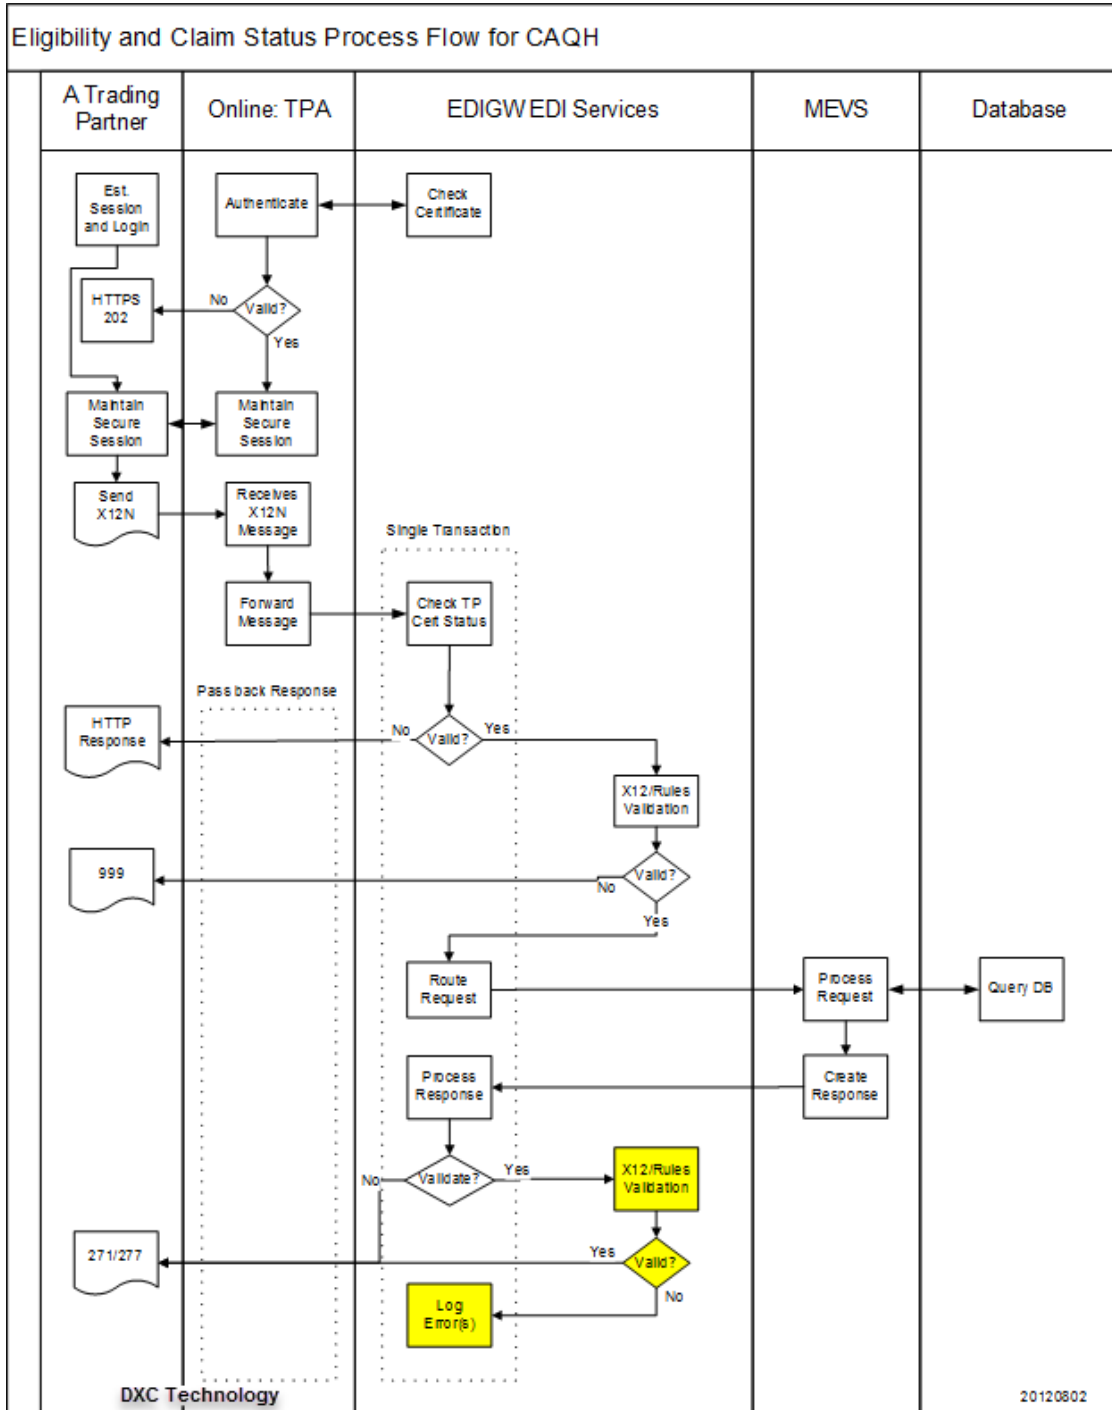 Eligibility and Claim Status Process Flow for CAQH
A Trading
Partner
Online: TPA
EDIGW EDI Services
MEVS
Database
Est.
Session
and Login
Authenticate
Check
Certificate
HTTPS
202
No
Valid?
Yes
Maintain
Secure
Session
Maintain
Secure
Session
Send
X12N
Receives
X12N
Message
Single Transaction
Forward
Message
Check TP
Cert Status
Pass back Response
HTTP
Response
No
Valid?
Yes
X12/Rules
Validation
999
No
Valid?
Yes
Route
Request
Process
Request
Query DB
Process
Response
Create
Response
No
Validate?
Yes
X12/Rules
Validation
271/277
Yes
Valid?
No
Log
Error(s)
DXC Technology
20120802